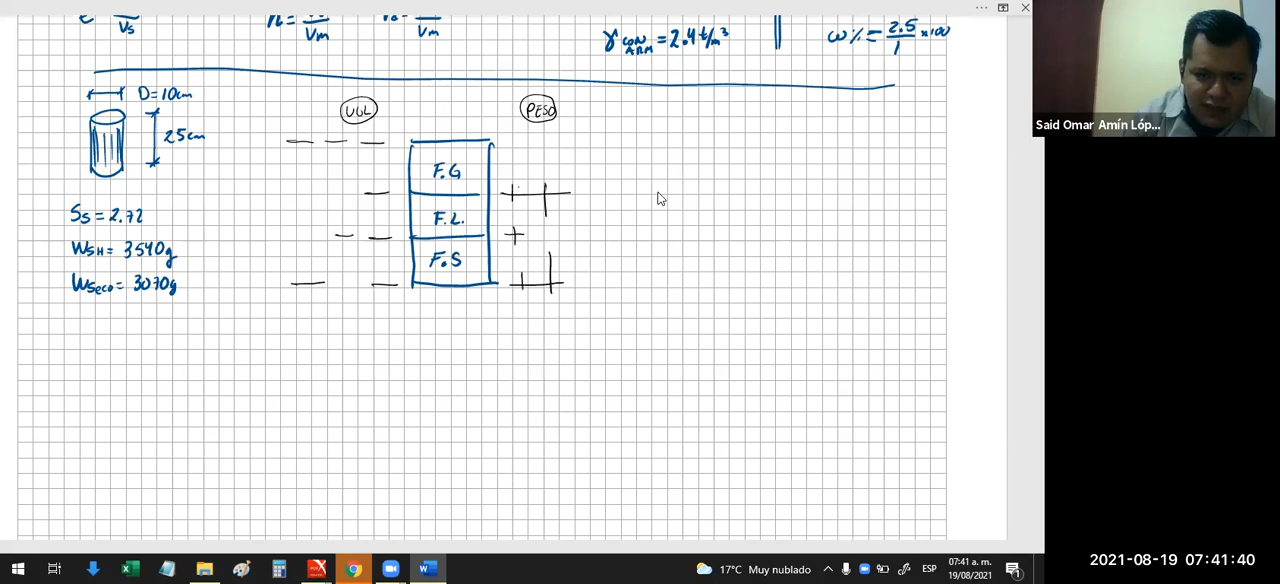 Vs
Vm
Vm
γ CON ARM = 2.4 t/m³
ω% = 2.5/1 x100
D=10cm
25cm
VOL
PESO
F.G
F.L.
F.S
Ss = 2.72
WSH = 3540g
WSeco = 3070g
Said Omar Amín Lóp...
17°C Muy nublado
ESP
07:41 a. m.
19/08/2021
1
2021-08-19 07:41:40